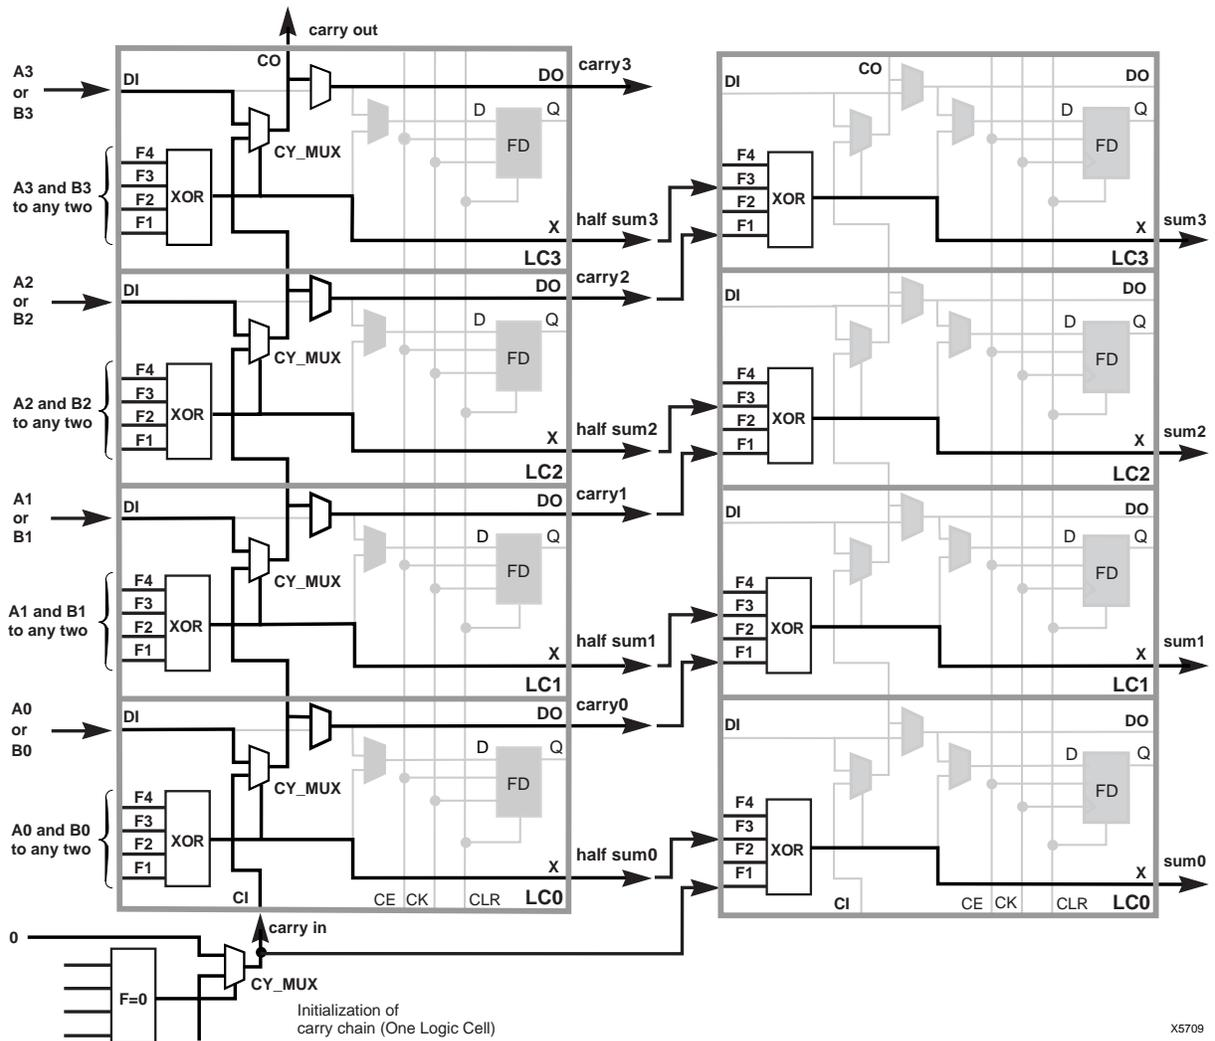 carry out
CO
A3
or
B3
DI
DO
carry3
D
Q
FD
CY_MUX
A3 and B3
to any two
F4
F3
F2
F1
XOR
X
half sum3
LC3
A2
or
B2
DI
DO
carry2
D
Q
FD
CY_MUX
A2 and B2
to any two
F4
F3
F2
F1
XOR
X
half sum2
LC2
A1
or
B1
DI
DO
carry1
D
Q
FD
CY_MUX
A1 and B1
to any two
F4
F3
F2
F1
XOR
X
half sum1
LC1
A0
or
B0
DI
DO
carry0
D
Q
FD
CY_MUX
A0 and B0
to any two
F4
F3
F2
F1
XOR
X
half sum0
CI
CE
CK
CLR
LC0
carry in
0
F=0
CY_MUX
Initialization of
carry chain (One Logic Cell)
DI
CO
DO
D
Q
FD
F4
F3
F2
F1
XOR
X
sum3
LC3
DI
DO
D
Q
FD
F4
F3
F2
F1
XOR
X
sum2
LC2
DI
DO
D
Q
FD
F4
F3
F2
F1
XOR
X
sum1
LC1
DI
DO
D
Q
FD
F4
F3
F2
F1
XOR
X
sum0
CI
CE
CK
CLR
LC0
X5709